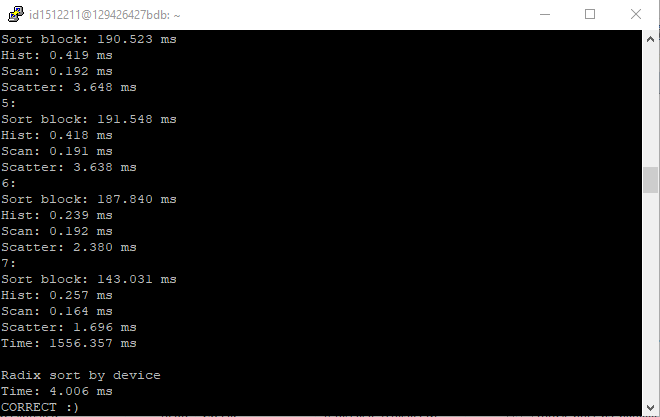 id1512211@129426427bdb: ~
Sort block: 190.523 ms
Hist: 0.419 ms
Scan: 0.192 ms
Scatter: 3.648 ms
5:
Sort block: 191.548 ms
Hist: 0.418 ms
Scan: 0.191 ms
Scatter: 3.638 ms
6:
Sort block: 187.840 ms
Hist: 0.239 ms
Scan: 0.192 ms
Scatter: 2.380 ms
7:
Sort block: 143.031 ms
Hist: 0.257 ms
Scan: 0.164 ms
Scatter: 1.696 ms
Time: 1556.357 ms
Radix sort by device
Time: 4.006 ms
CORRECT :)